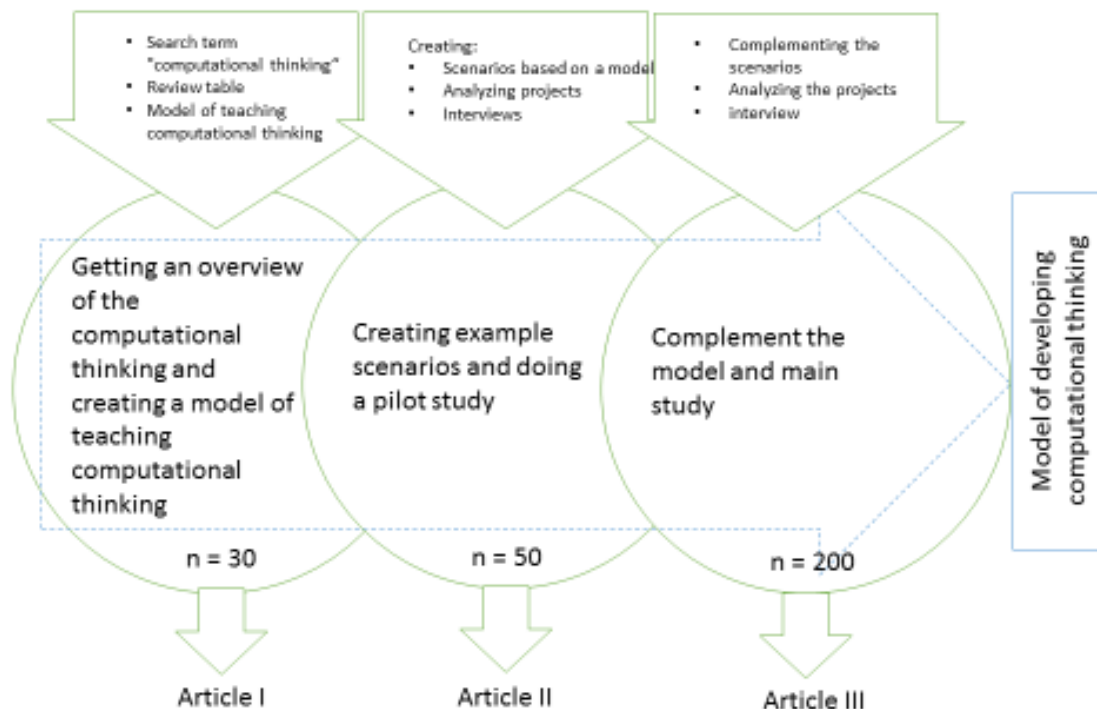 ▪ Search term
"computational thinking"
▪ Review table
▪ Model of teaching
computational thinking
Creating:
▪ Scenarios based on a model
▪ Analyzing projects
▪ Interviews
▪ Complementing the
scenarios
▪ Analyzing the projects
▪ interview
Getting an overview
of the
computational
thinking and
creating a model of
teaching
computational
thinking
n = 30
Creating example
scenarios and doing
a pilot study
n = 50
Complement the
model and main
study
n = 200
Model of developing
computational thinking
Article I
Article II
Article III